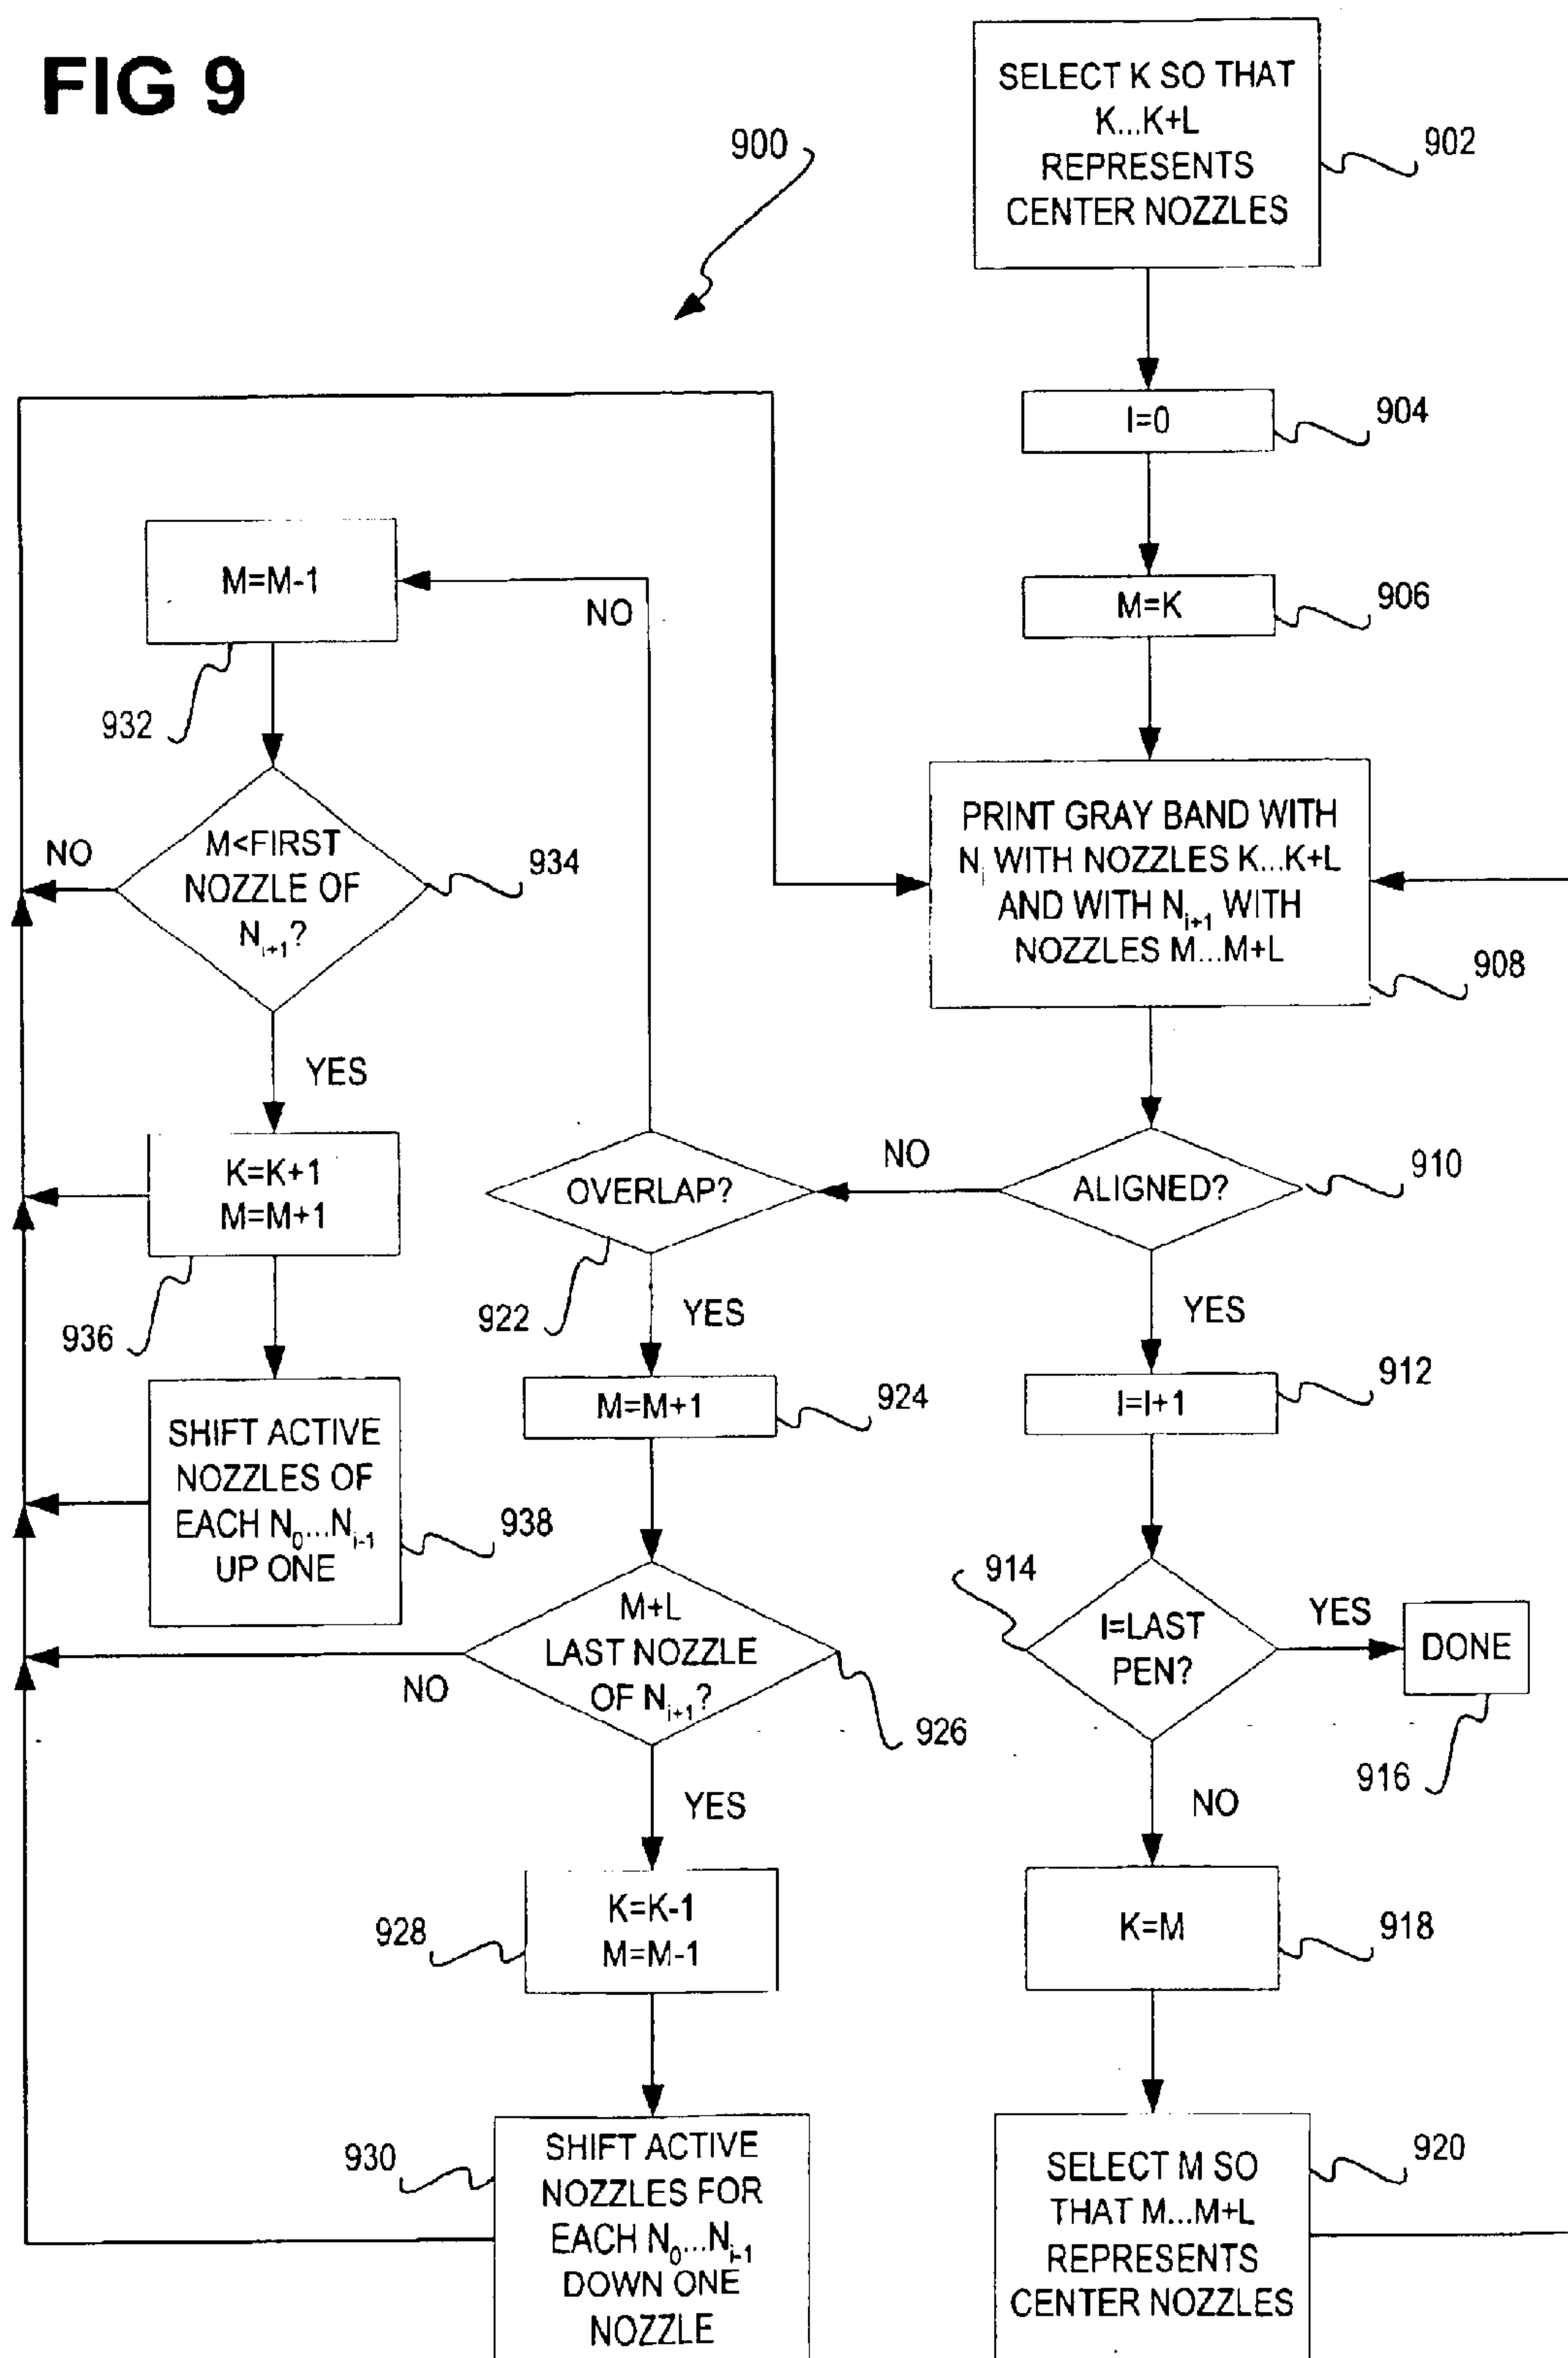 FIG 9
900
SELECT K SO THAT
K...K+L
REPRESENTS
CENTER NOZZLES
902
I=0
904
M=K
906
PRINT GRAY BAND WITH
Ni WITH NOZZLES K...K+L
AND WITH Ni+1 WITH
NOZZLES M...M+L
908
ALIGNED?
910
NO
YES
I=I+1
912
I=LAST
PEN?
914
YES
DONE
916
NO
K=M
918
SELECT M SO
THAT M...M+L
REPRESENTS
CENTER NOZZLES
920
OVERLAP?
922
NO
YES
M=M+1
924
M+L
LAST NOZZLE
OF Ni+1?
926
NO
YES
K=K-1
M=M-1
928
SHIFT ACTIVE
NOZZLES FOR
EACH N0...Ni-1
DOWN ONE
NOZZLE
930
M=M-1
932
M<FIRST
NOZZLE OF
Ni+1?
934
NO
YES
K=K+1
M=M+1
936
SHIFT ACTIVE
NOZZLES OF
EACH N0...Ni-1
UP ONE
938